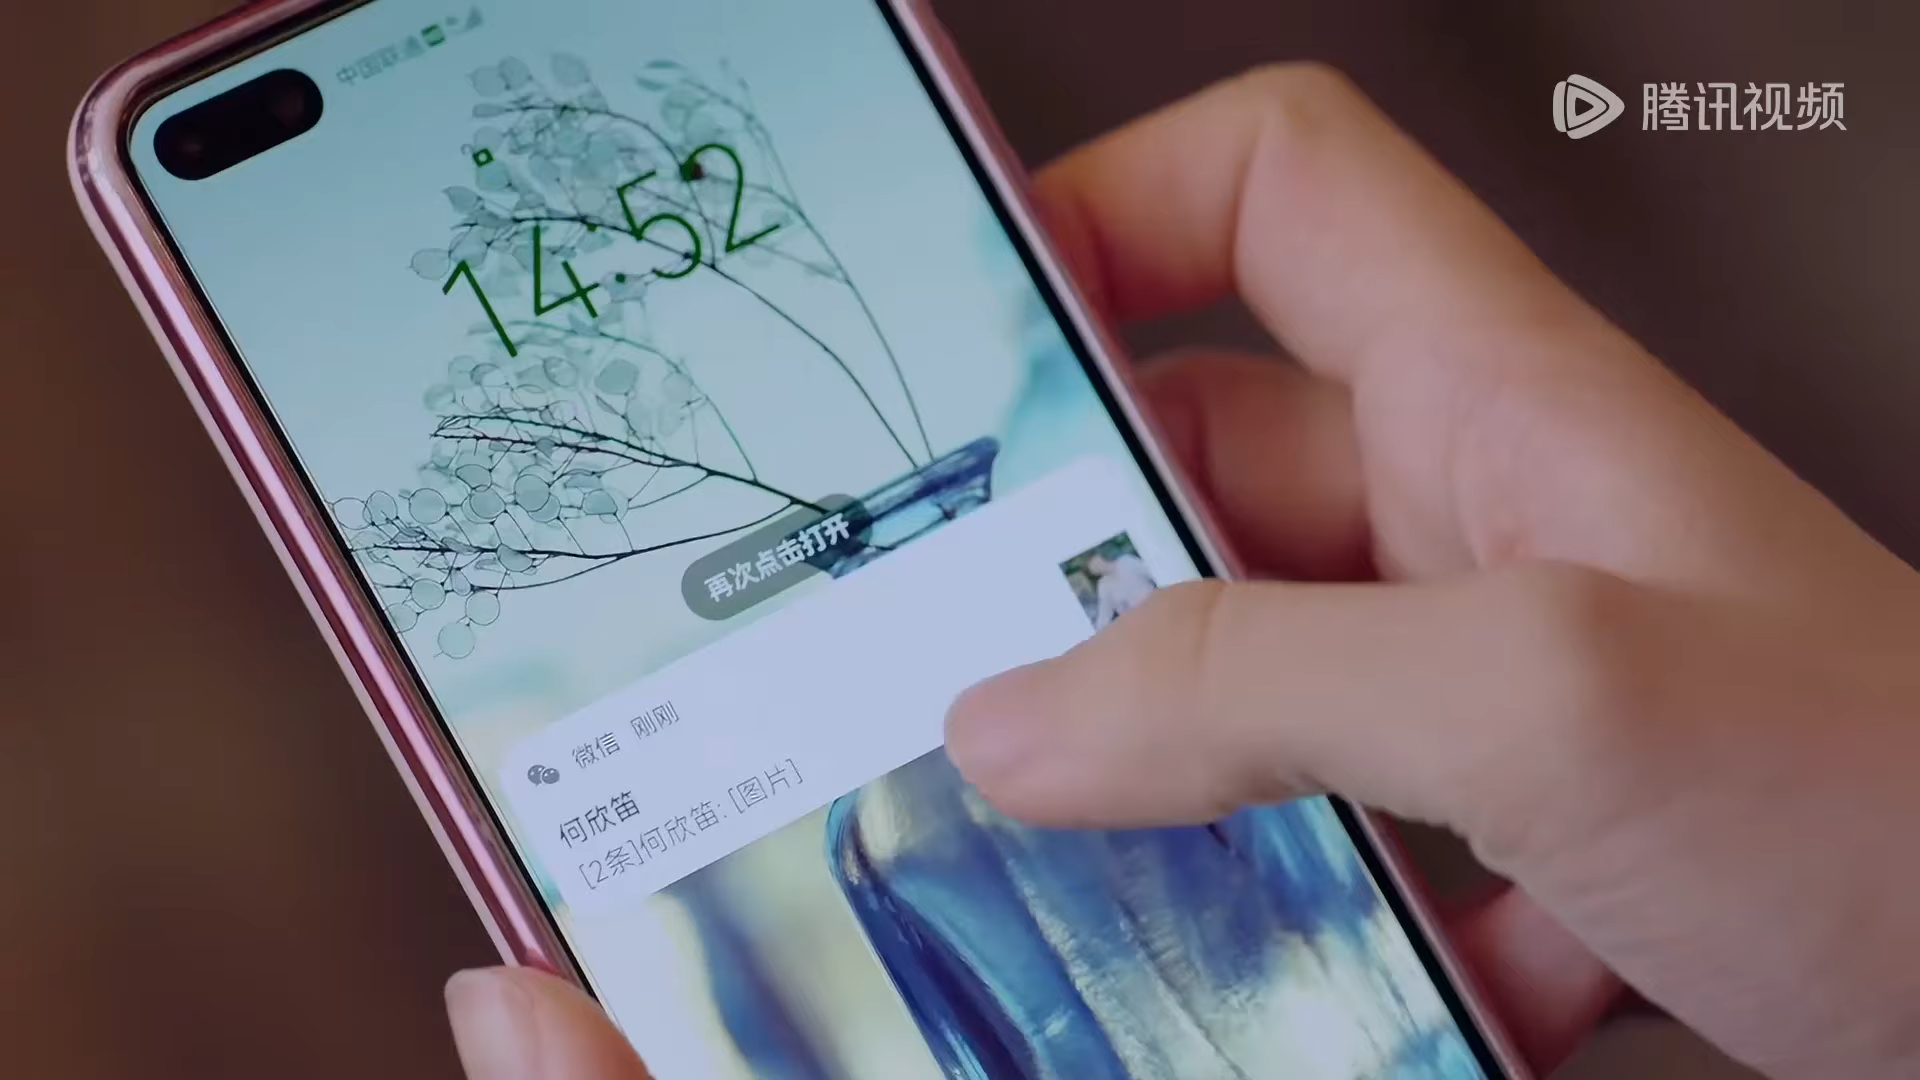 中国联通
腾讯视频
14:52
再次点击打开
微信 刚刚
何欣笛
[2条]何欣笛: [图片]